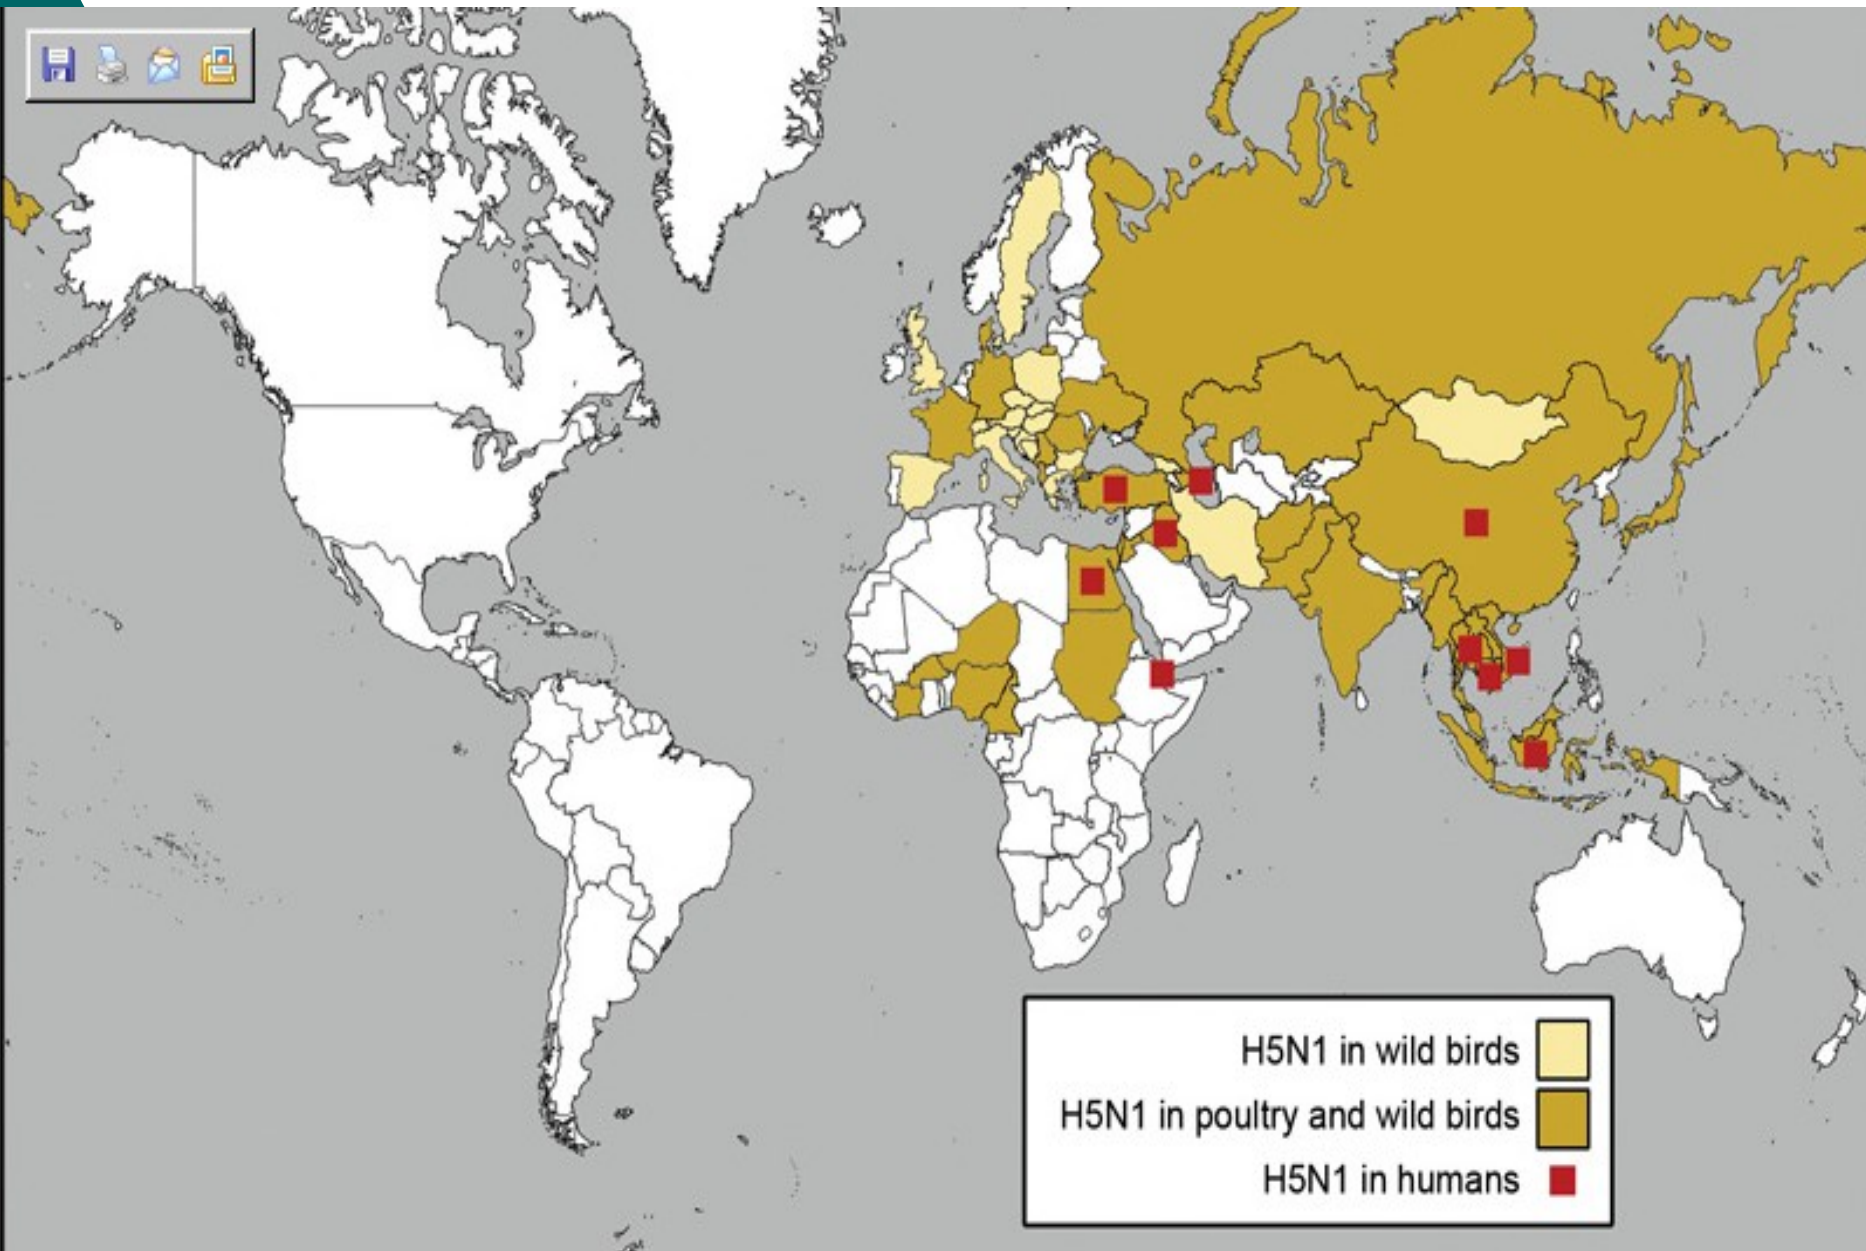 H5N1 in wild birds
H5N1 in poultry and wild birds
H5N1 in humans